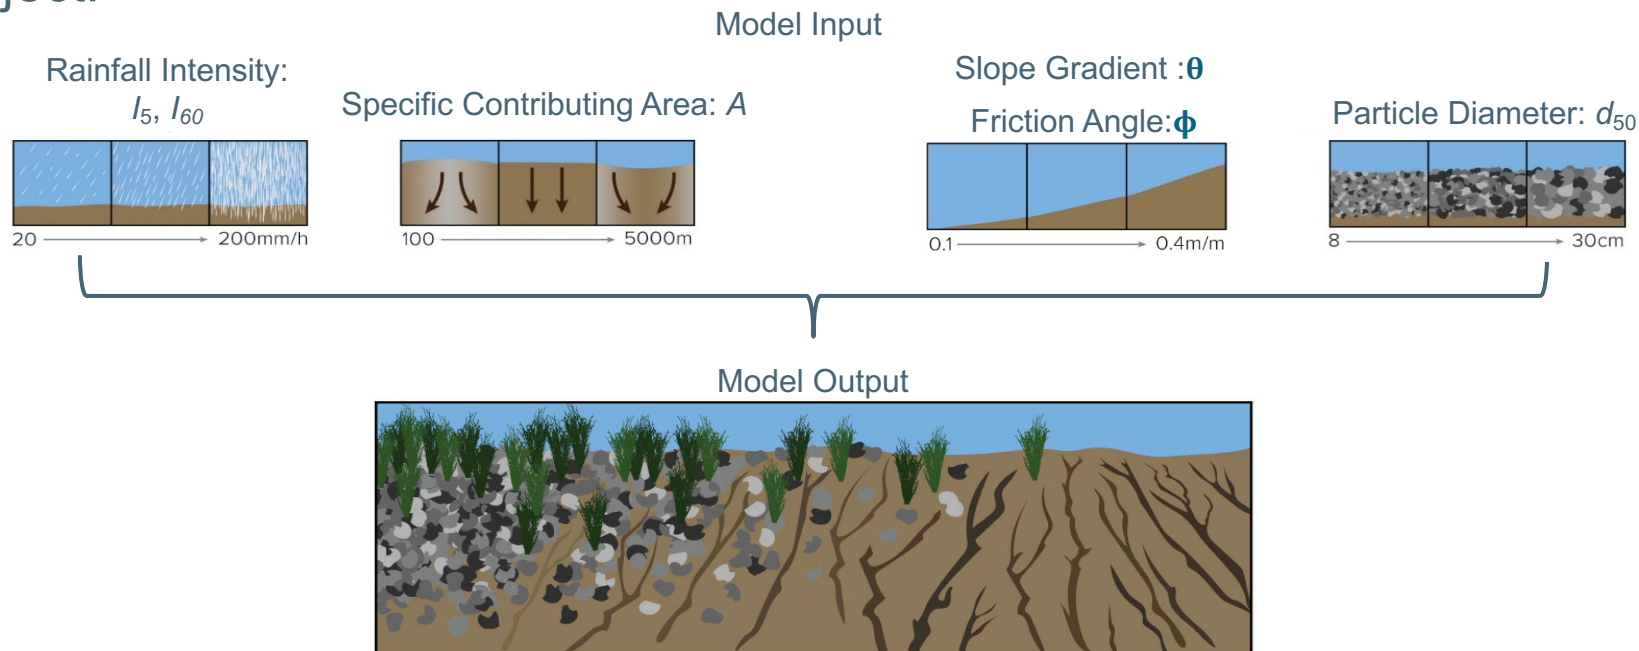 Model Input
Rainfall Intensity:
I5, I60
20 200mm/h
Specific Contributing Area: A
100 5000m
Slope Gradient :θ
Friction Angle:ϕ
0.1 0.4m/m
Particle Diameter: d50
8 30cm
Model Output